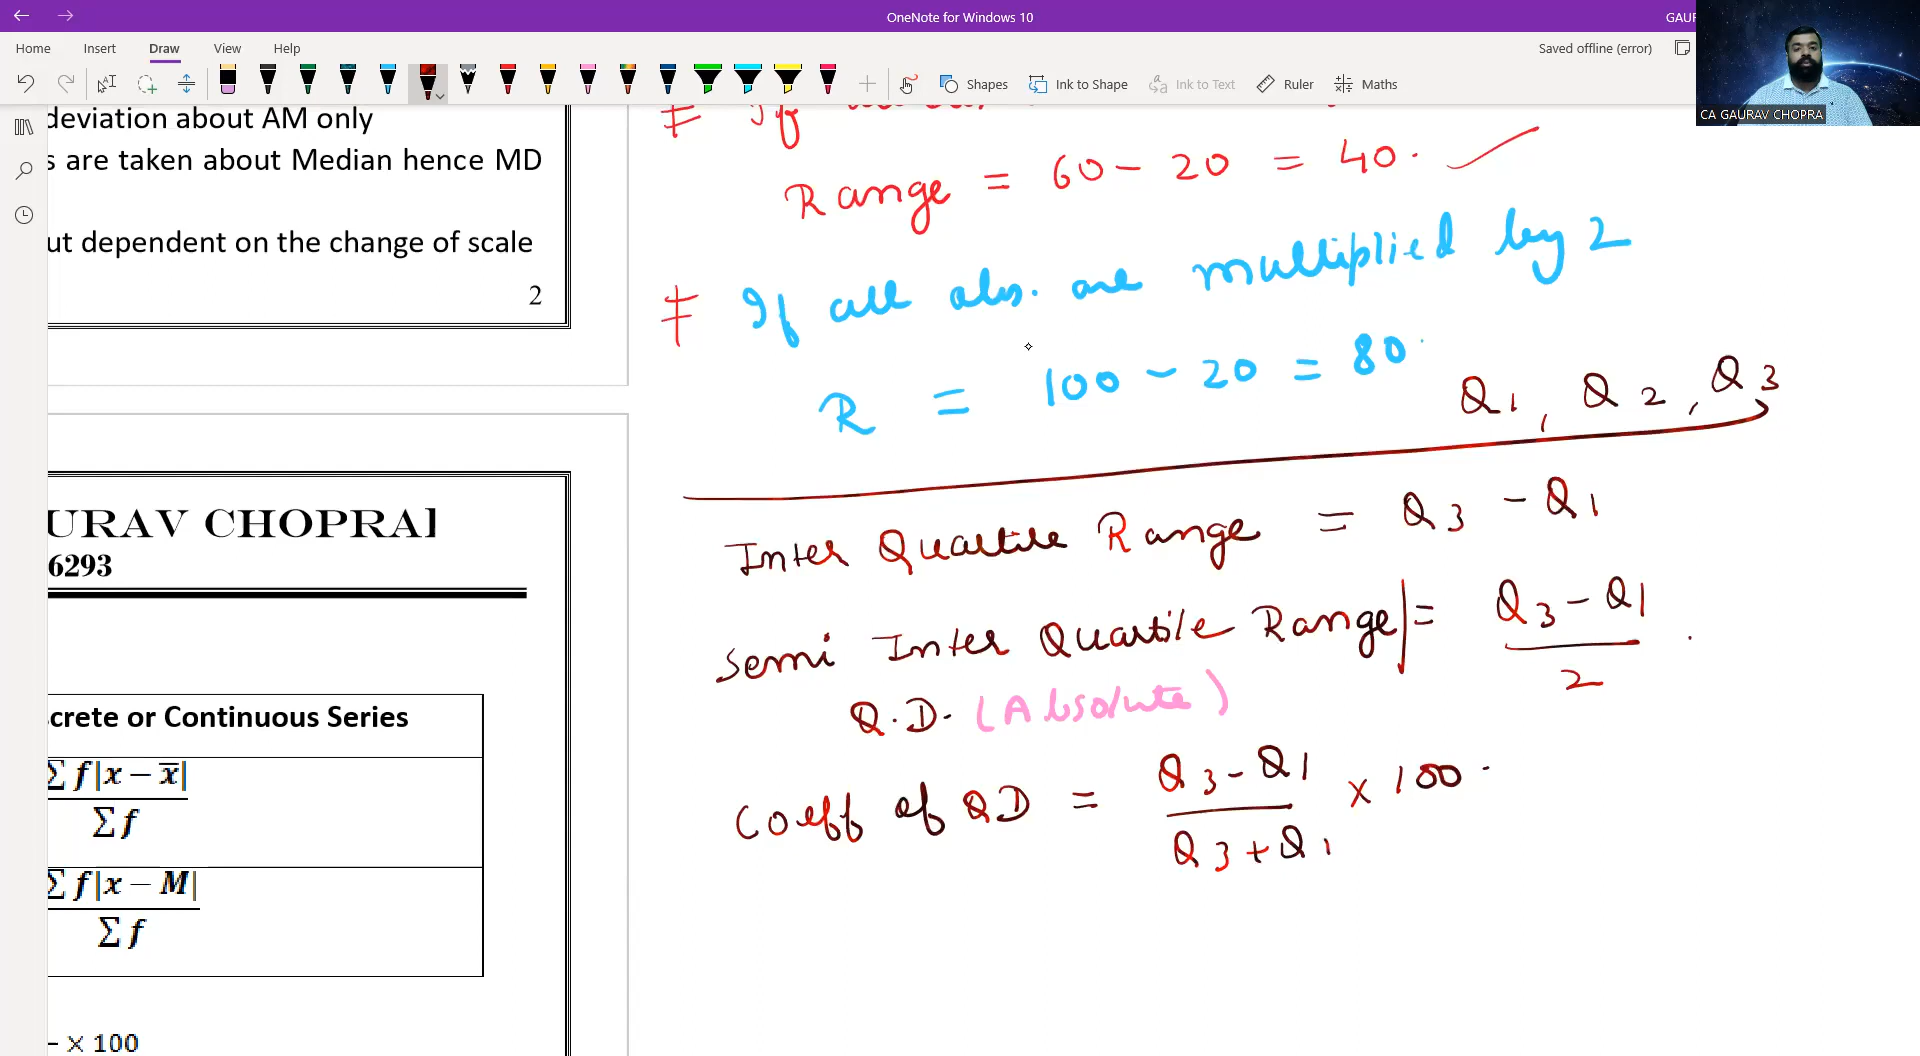 OneNote for Windows 10
GAUR
Home Insert Draw View Help
Saved offline (error)
Shapes Ink to Shape Ink to Text Ruler Maths
CA GAURAV CHOPRA
deviation about AM only
s are taken about Median hence MD
ut dependent on the change of scale
2
URAV CHOPRA]
6293
crete or Continuous Series
∑ f|x − x̅|
∑ f
∑ f|x − M|
∑ f
− × 100
# If
Range = 60 - 20 = 40.
# If all obs. are multiplied by 2
R = 100 - 20 = 80.
Q1, Q2, Q3
Inter Quartile Range = Q3 - Q1
Semi Inter Quartile Range = Q3 - Q1
2
Q.D. (Absolute)
Coeff of QD = Q3 - Q1 × 100.
Q3 + Q1